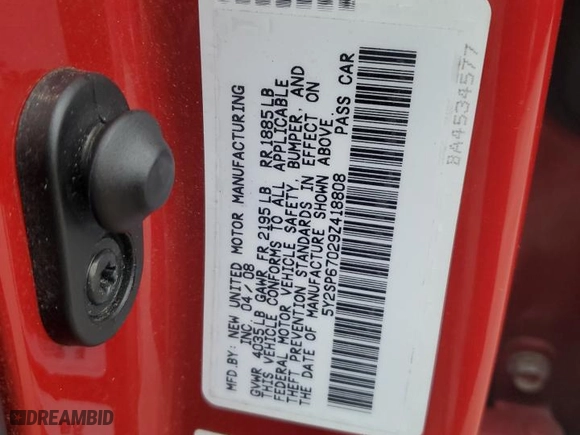 MFD.BY: NEW UNITED MOTOR MANUFACTURING
INC. 04/08
GVWR 4035LB GAWR FR 2195LB RR1885LB
THIS VEHICLE CONFORMS TO ALL APPLICABLE
FEDERAL MOTOR VEHICLE SAFETY, BUMPER, AND
THEFT PREVENTION STANDARDS IN EFFECT ON
THE DATE OF MANUFACTURE SHOWN ABOVE.
5Y2SP67029Z418808 PASS CAR
BA4534577
DREAMBID